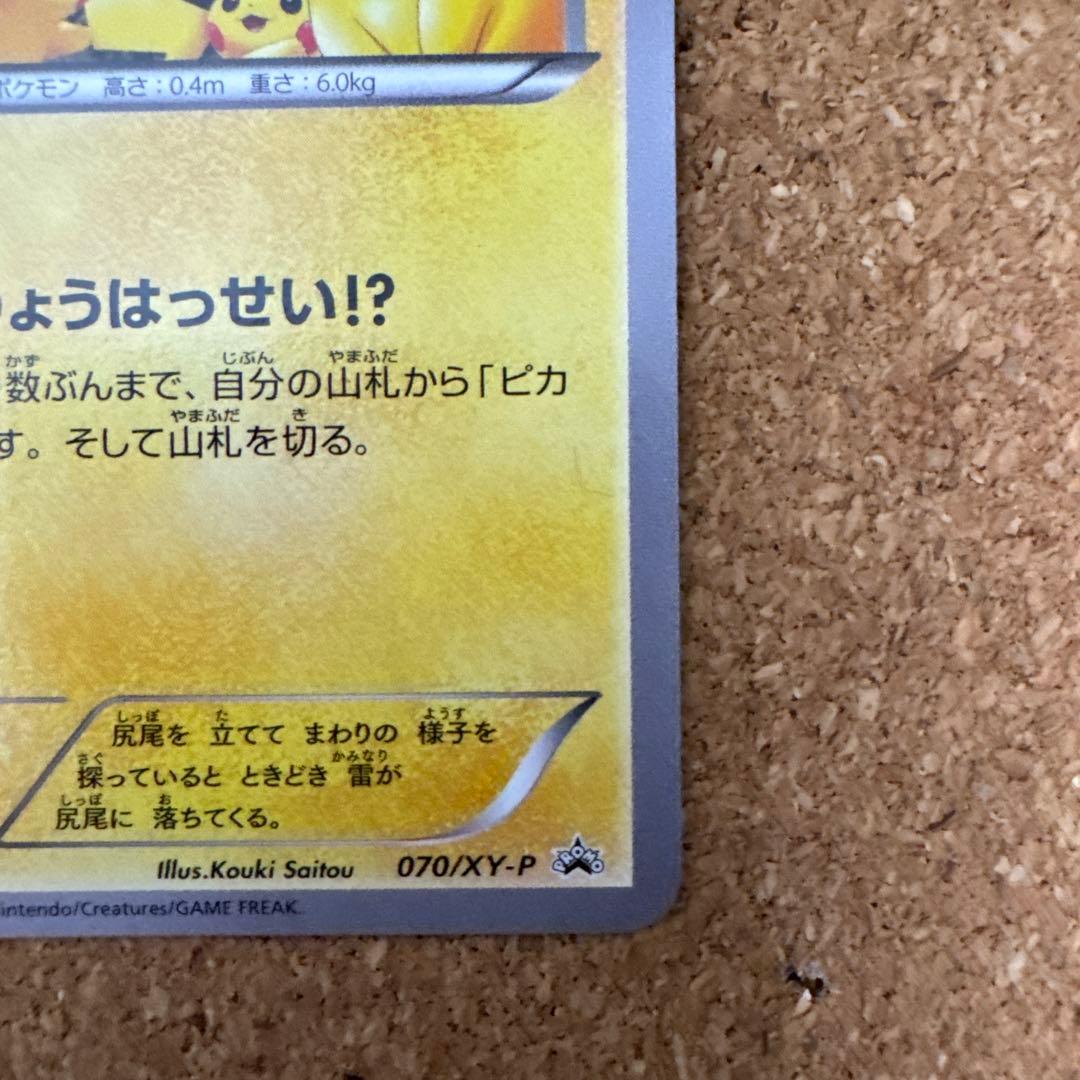 ポケモン 高さ:0.4m 重さ:6.0kg
ょうはっせい!?
数ぶんまで、自分の山札から「ピカ
す。そして山札を切る。
尻尾を 立てて まわりの 様子を
探っていると ときどき 雷が
尻尾に 落ちてくる。
Illus.Kouki Saitou 070/XY-P PROMO
intendo/Creatures/GAME FREAK.